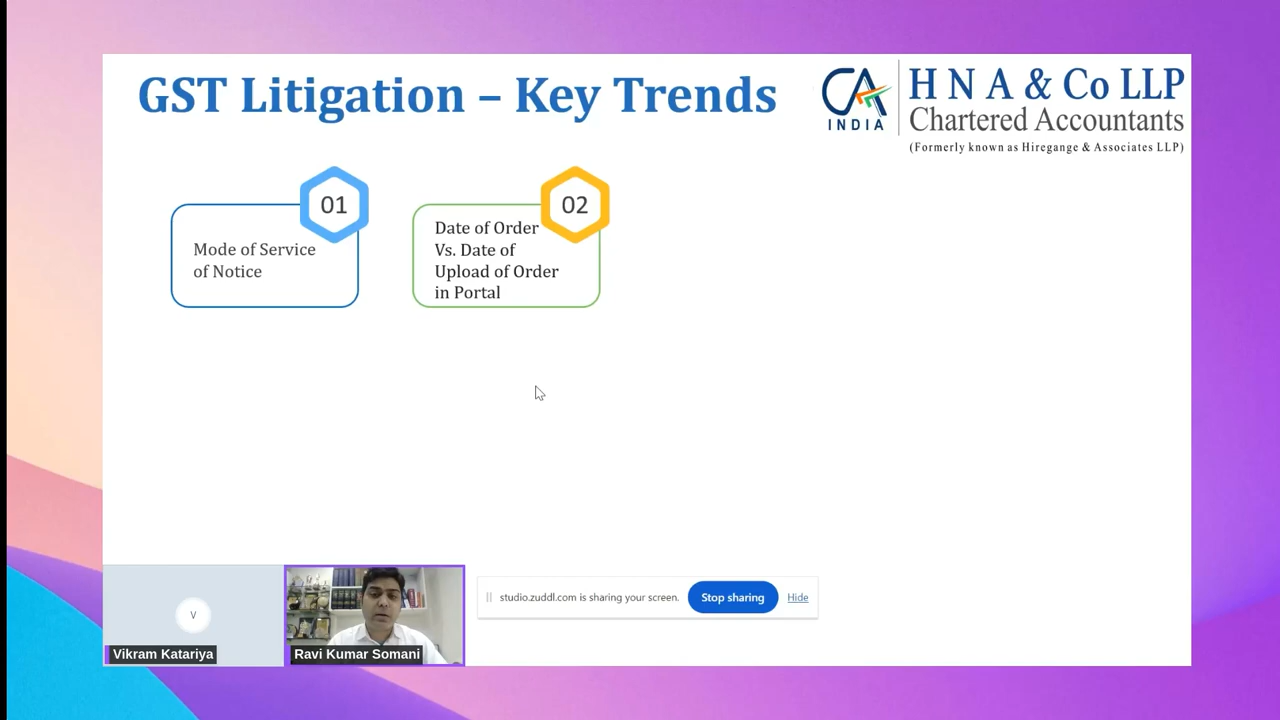 GST Litigation – Key Trends
CA
INDIA
H N A & Co LLP
Chartered Accountants
(Formerly known as Hiregange & Associates LLP)
01
Mode of Service
of Notice
02
Date of Order
Vs. Date of
Upload of Order
in Portal
V
Vikram Katariya
Ravi Kumar Somani
studio.zuddl.com is sharing your screen.
Stop sharing
Hide